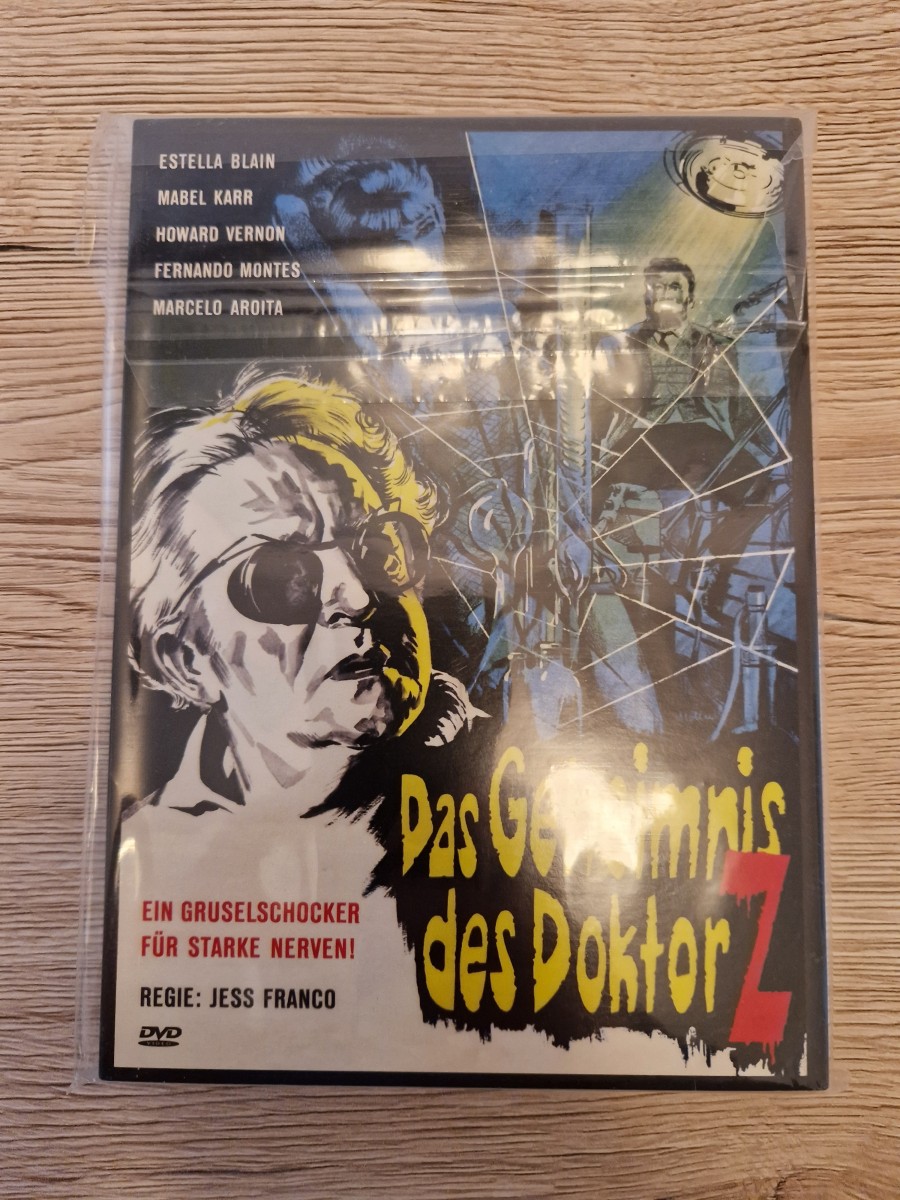 ESTELLA BLAIN
MABEL KARR
HOWARD VERNON
FERNANDO MONTES
MARCELO AROITA
Das Geheimnis
des Doktor Z
EIN GRUSELSCHOCKER
FÜR STARKE NERVEN!
REGIE: JESS FRANCO
DVD
VIDEO